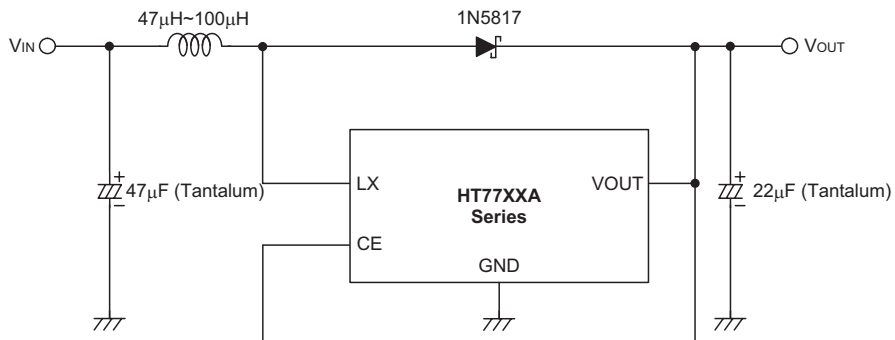 47μH~100μH
1N5817
VIN
VOUT
47μF (Tantalum)
+
−
LX
HT77XXA
Series
VOUT
CE
GND
+
−
22μF (Tantalum)